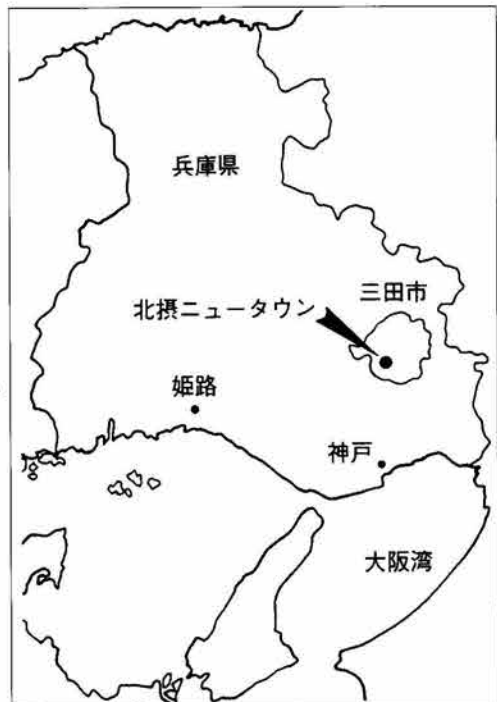 兵庫県
三田市
北摂ニュータウン
姫路
神戸
大阪湾